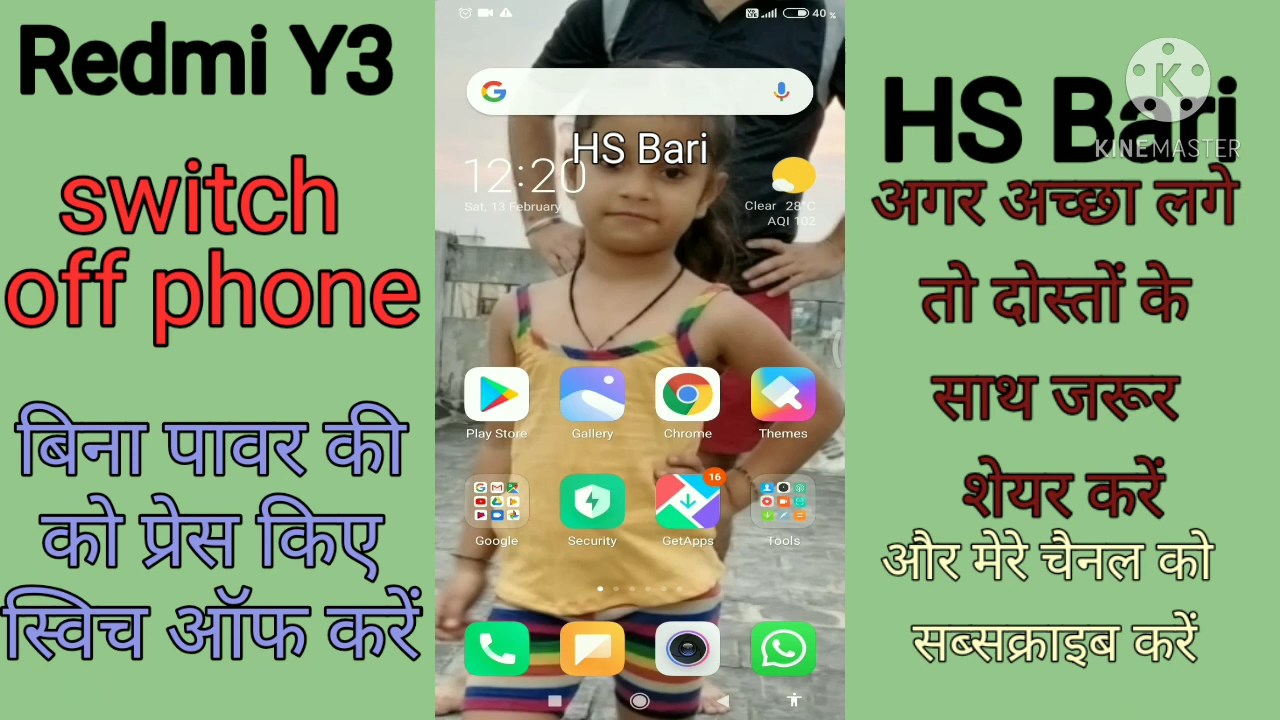 Redmi Y3
switch
off phone
बिना पावर की
को प्रेस किए
स्विच ऑफ करें
40 %
HS Bari
12:20
Sat, 13 February
Clear 28°C
AQI 102
Play Store
Gallery
Chrome
Themes
16
Google
Security
GetApps
Tools
HS Bari
K
KINEMASTER
अगर अच्छा लगे
तो दोस्तों के
साथ जरूर
शेयर करें
और मेरे चैनल को
सब्सक्राइब करें